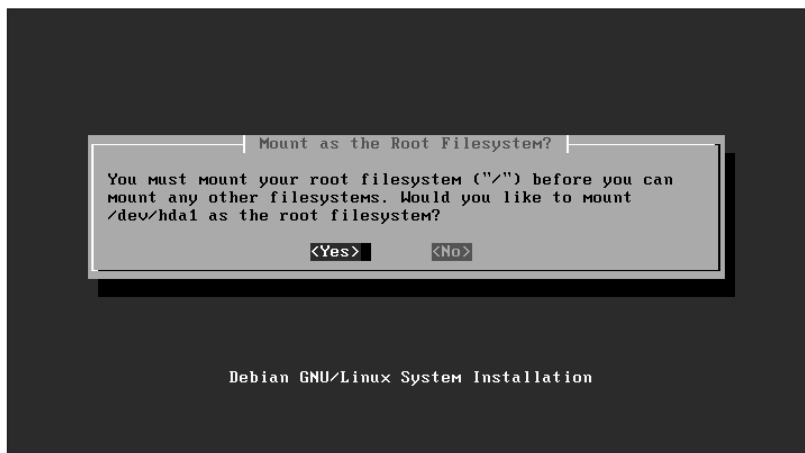 Mount as the Root Filesystem?
You must mount your root filesystem ("/") before you can
mount any other filesystems. Would you like to mount
/dev/hda1 as the root filesystem?
<Yes> <No>
Debian GNU/Linux System Installation